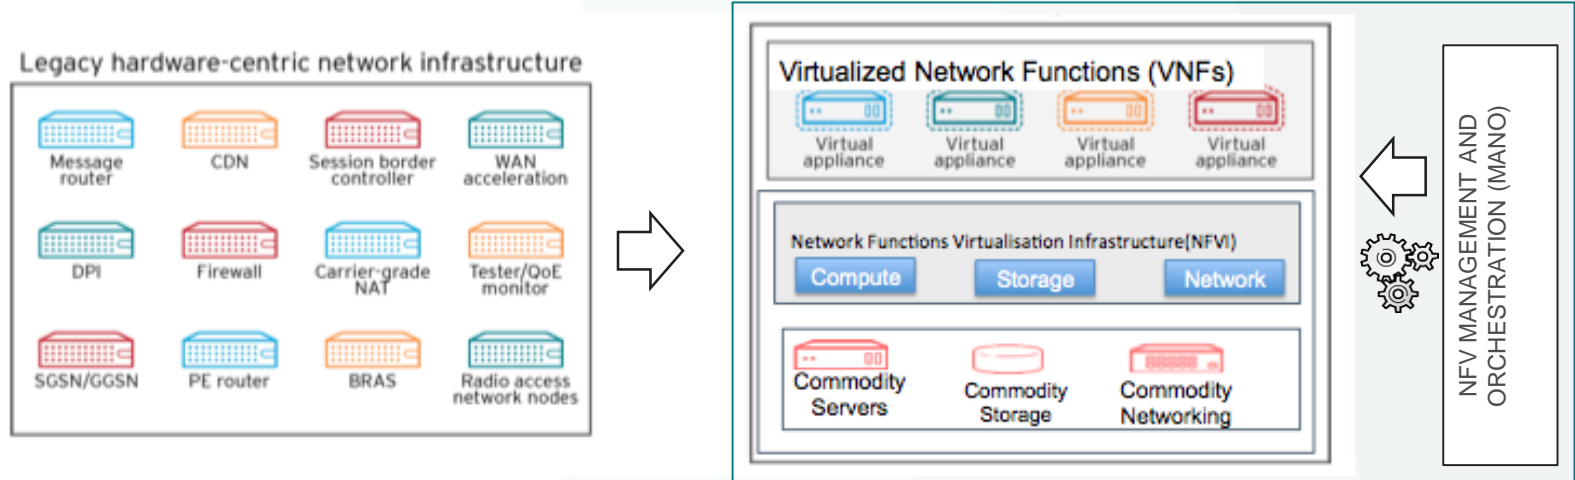 Legacy hardware-centric network infrastructure
Message
router
CDN
Session border
controller
WAN
acceleration
DPI
Firewall
Carrier-grade
NAT
Tester/QoE
monitor
SGSN/GGSN
PE router
BRAS
Radio access
network nodes
Virtualized Network Functions (VNFs)
Virtual
appliance
Virtual
appliance
Virtual
appliance
Virtual
appliance
Network Functions Virtualisation Infrastructure(NFVI)
Compute
Storage
Network
Commodity
Servers
Commodity
Storage
Commodity
Networking
NFV MANAGEMENT AND
ORCHESTRATION (MANO)